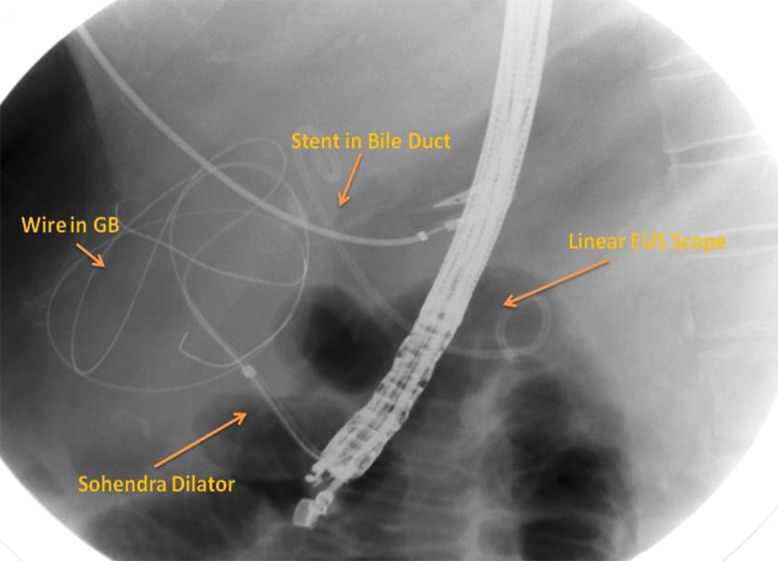 Stent in Bile Duct
Wire in GB
Linear EUS Scope
Sohendra Dilator